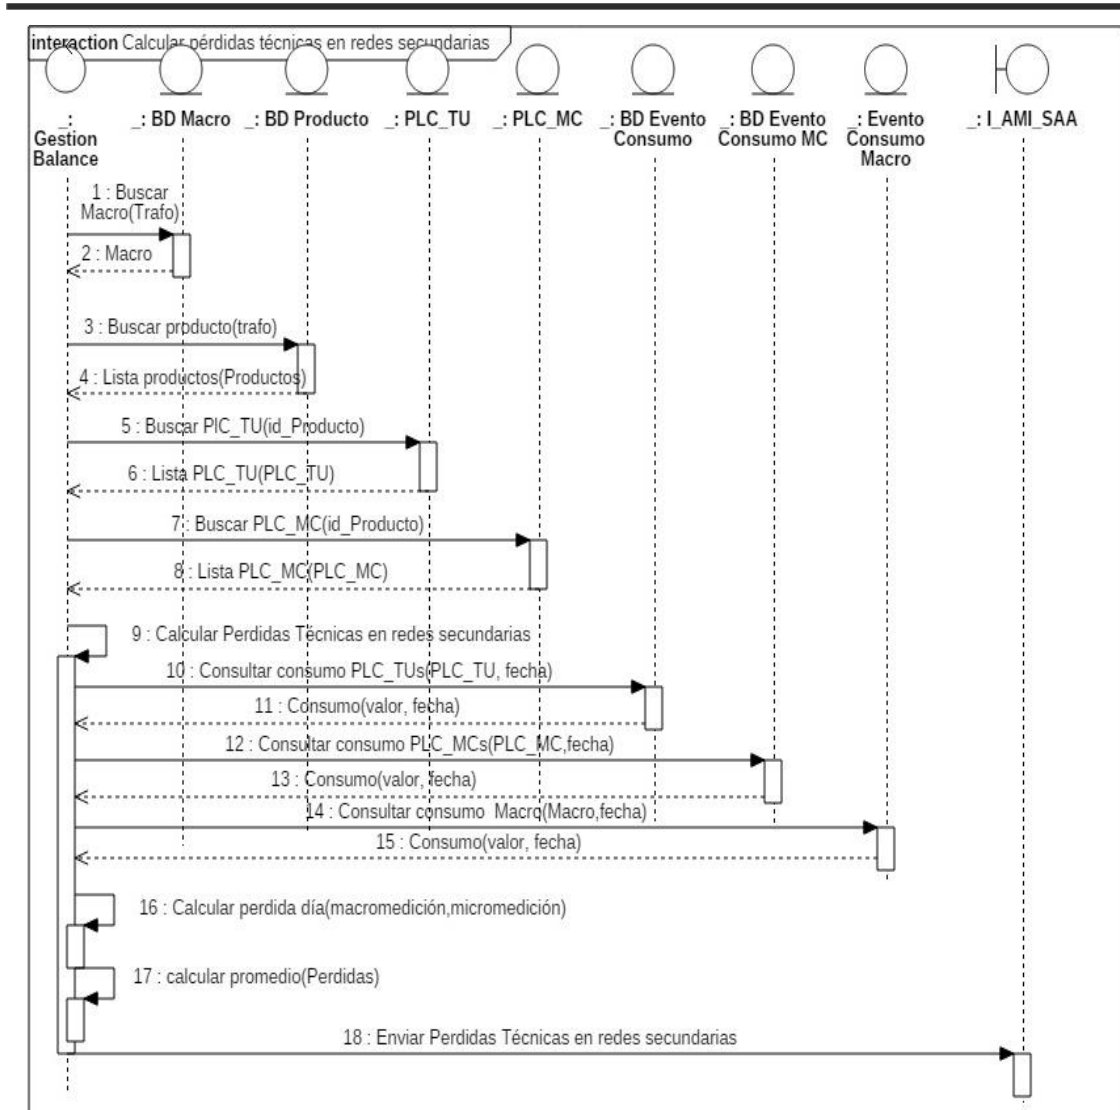 interaction Calcular pérdidas técnicas en redes secundarias
_:
Gestion
Balance
_: BD Macro
_: BD Producto
_: PLC_TU
_: PLC_MC
_: BD Evento
Consumo
_: BD Evento
Consumo MC
_: Evento
Consumo
Macro
_: I_AMI_SAA
1 : Buscar
Macro(Trafo)
2 : Macro
3 : Buscar producto(trafo)
4 : Lista productos(Productos)
5 : Buscar PlC_TU(id_Producto)
6 : Lista PLC_TU(PLC_TU)
7 : Buscar PLC_MC(id_Producto)
8 : Lista PLC_MC(PLC_MC)
9 : Calcular Perdidas Técnicas en redes secundarias
10 : Consultar consumo PLC_TUs(PLC_TU, fecha)
11 : Consumo(valor, fecha)
12 : Consultar consumo PLC_MCs(PLC_MC,fecha)
13 : Consumo(valor, fecha)
14 : Consultar consumo  Macro(Macro,fecha)
15 : Consumo(valor, fecha)
16 : Calcular perdida día(macromedición,micromedición)
17 : calcular promedio(Perdidas)
18 : Enviar Perdidas Técnicas en redes secundarias